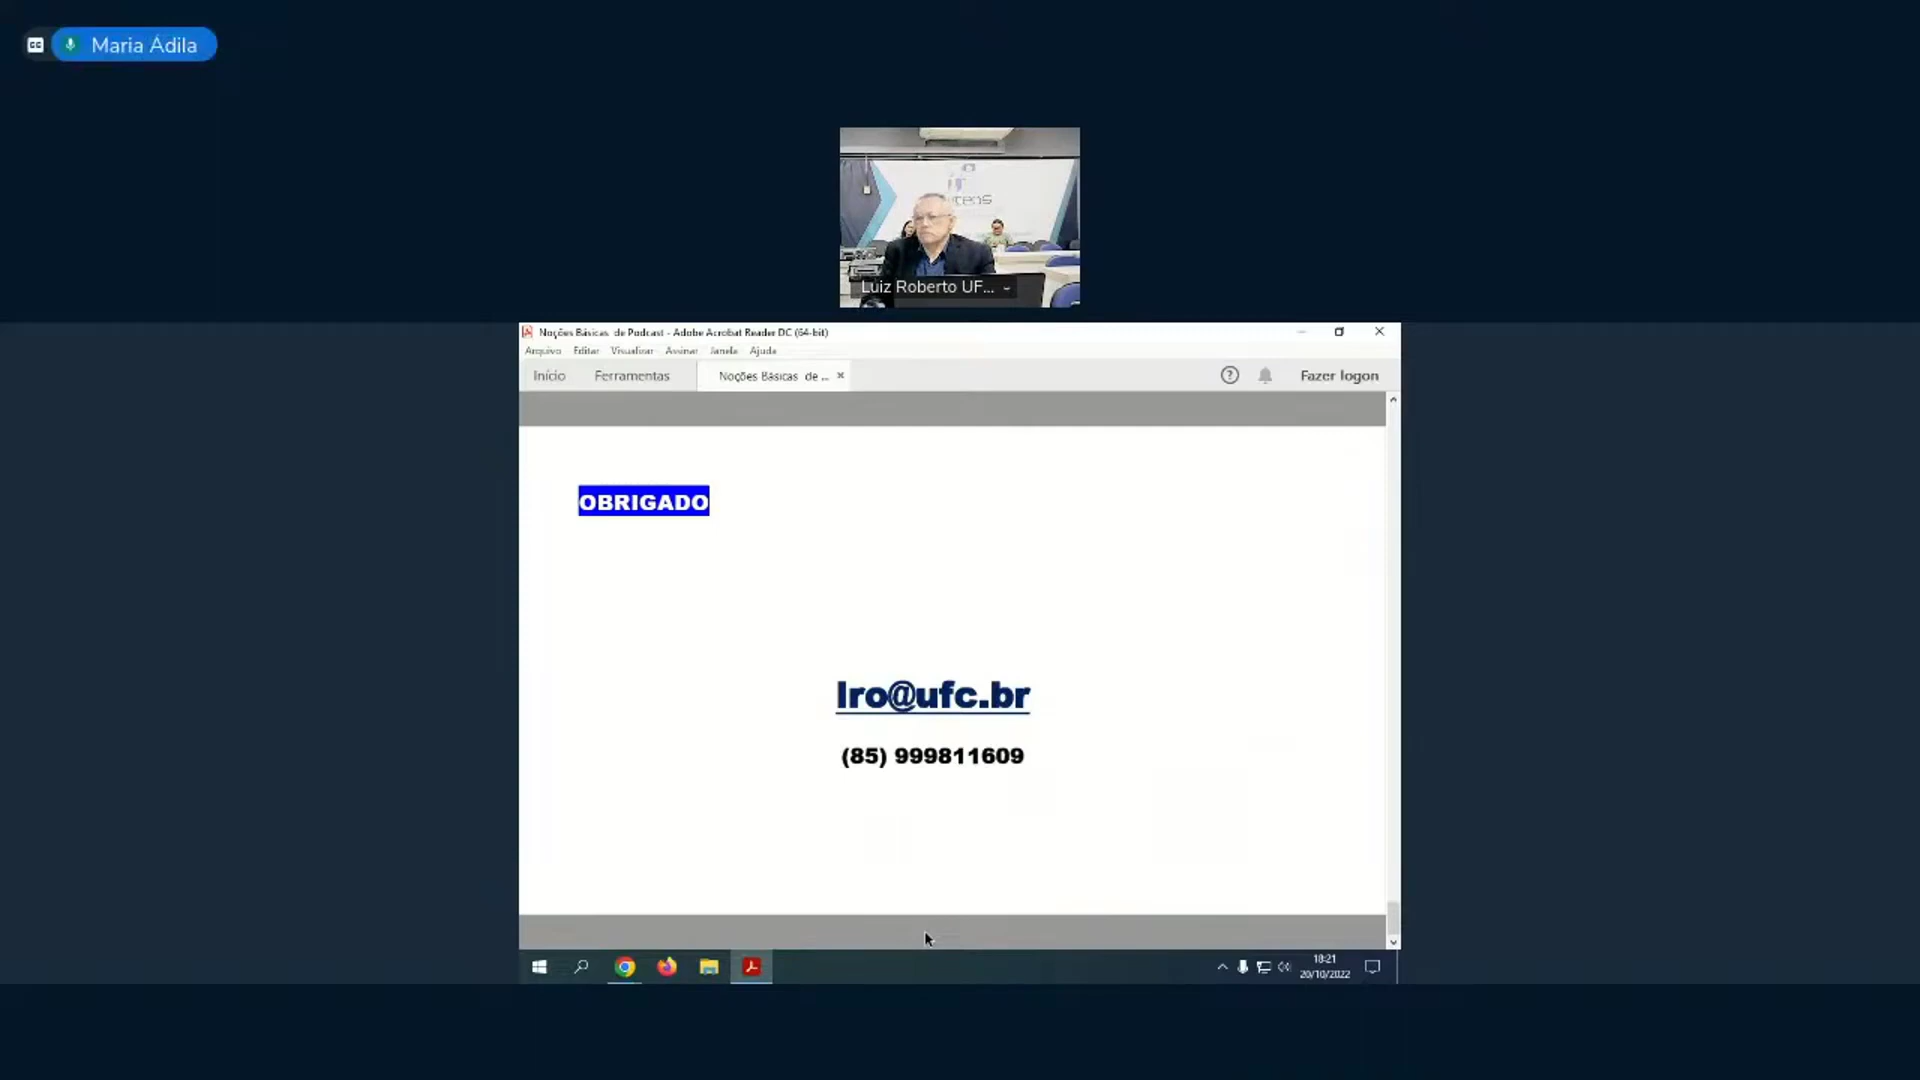 Maria Ádila
Luiz Roberto UF...
Noções Básicas de Podcast - Adobe Acrobat Reader DC (64-bit)
Arquivo Editar Visualizar Assinar Janela Ajuda
Início Ferramentas Noções Básicas de ... × Fazer logon
OBRIGADO
lro@ufc.br
(85) 999811609
18:21
20/10/2022